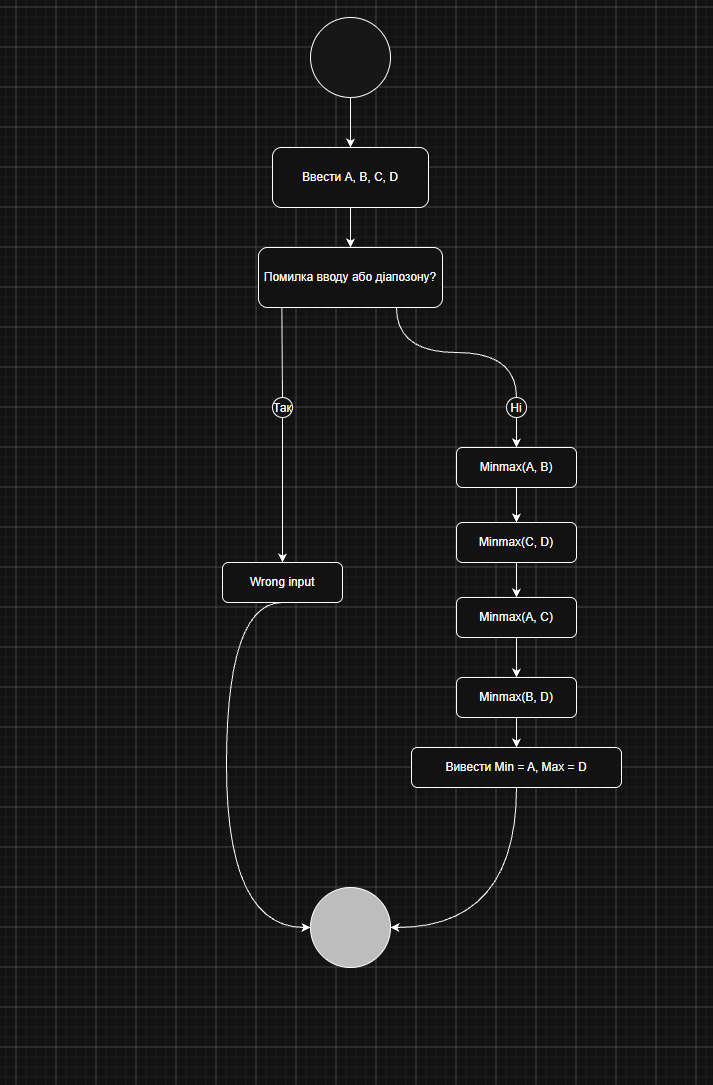 Ввести A, B, C, D
Помилка вводу або діапозону?
Так
Ні
Minmax(A, B)
Minmax(C, D)
Minmax(A, C)
Wrong input
Minmax(B, D)
Вивести Min = A, Max = D